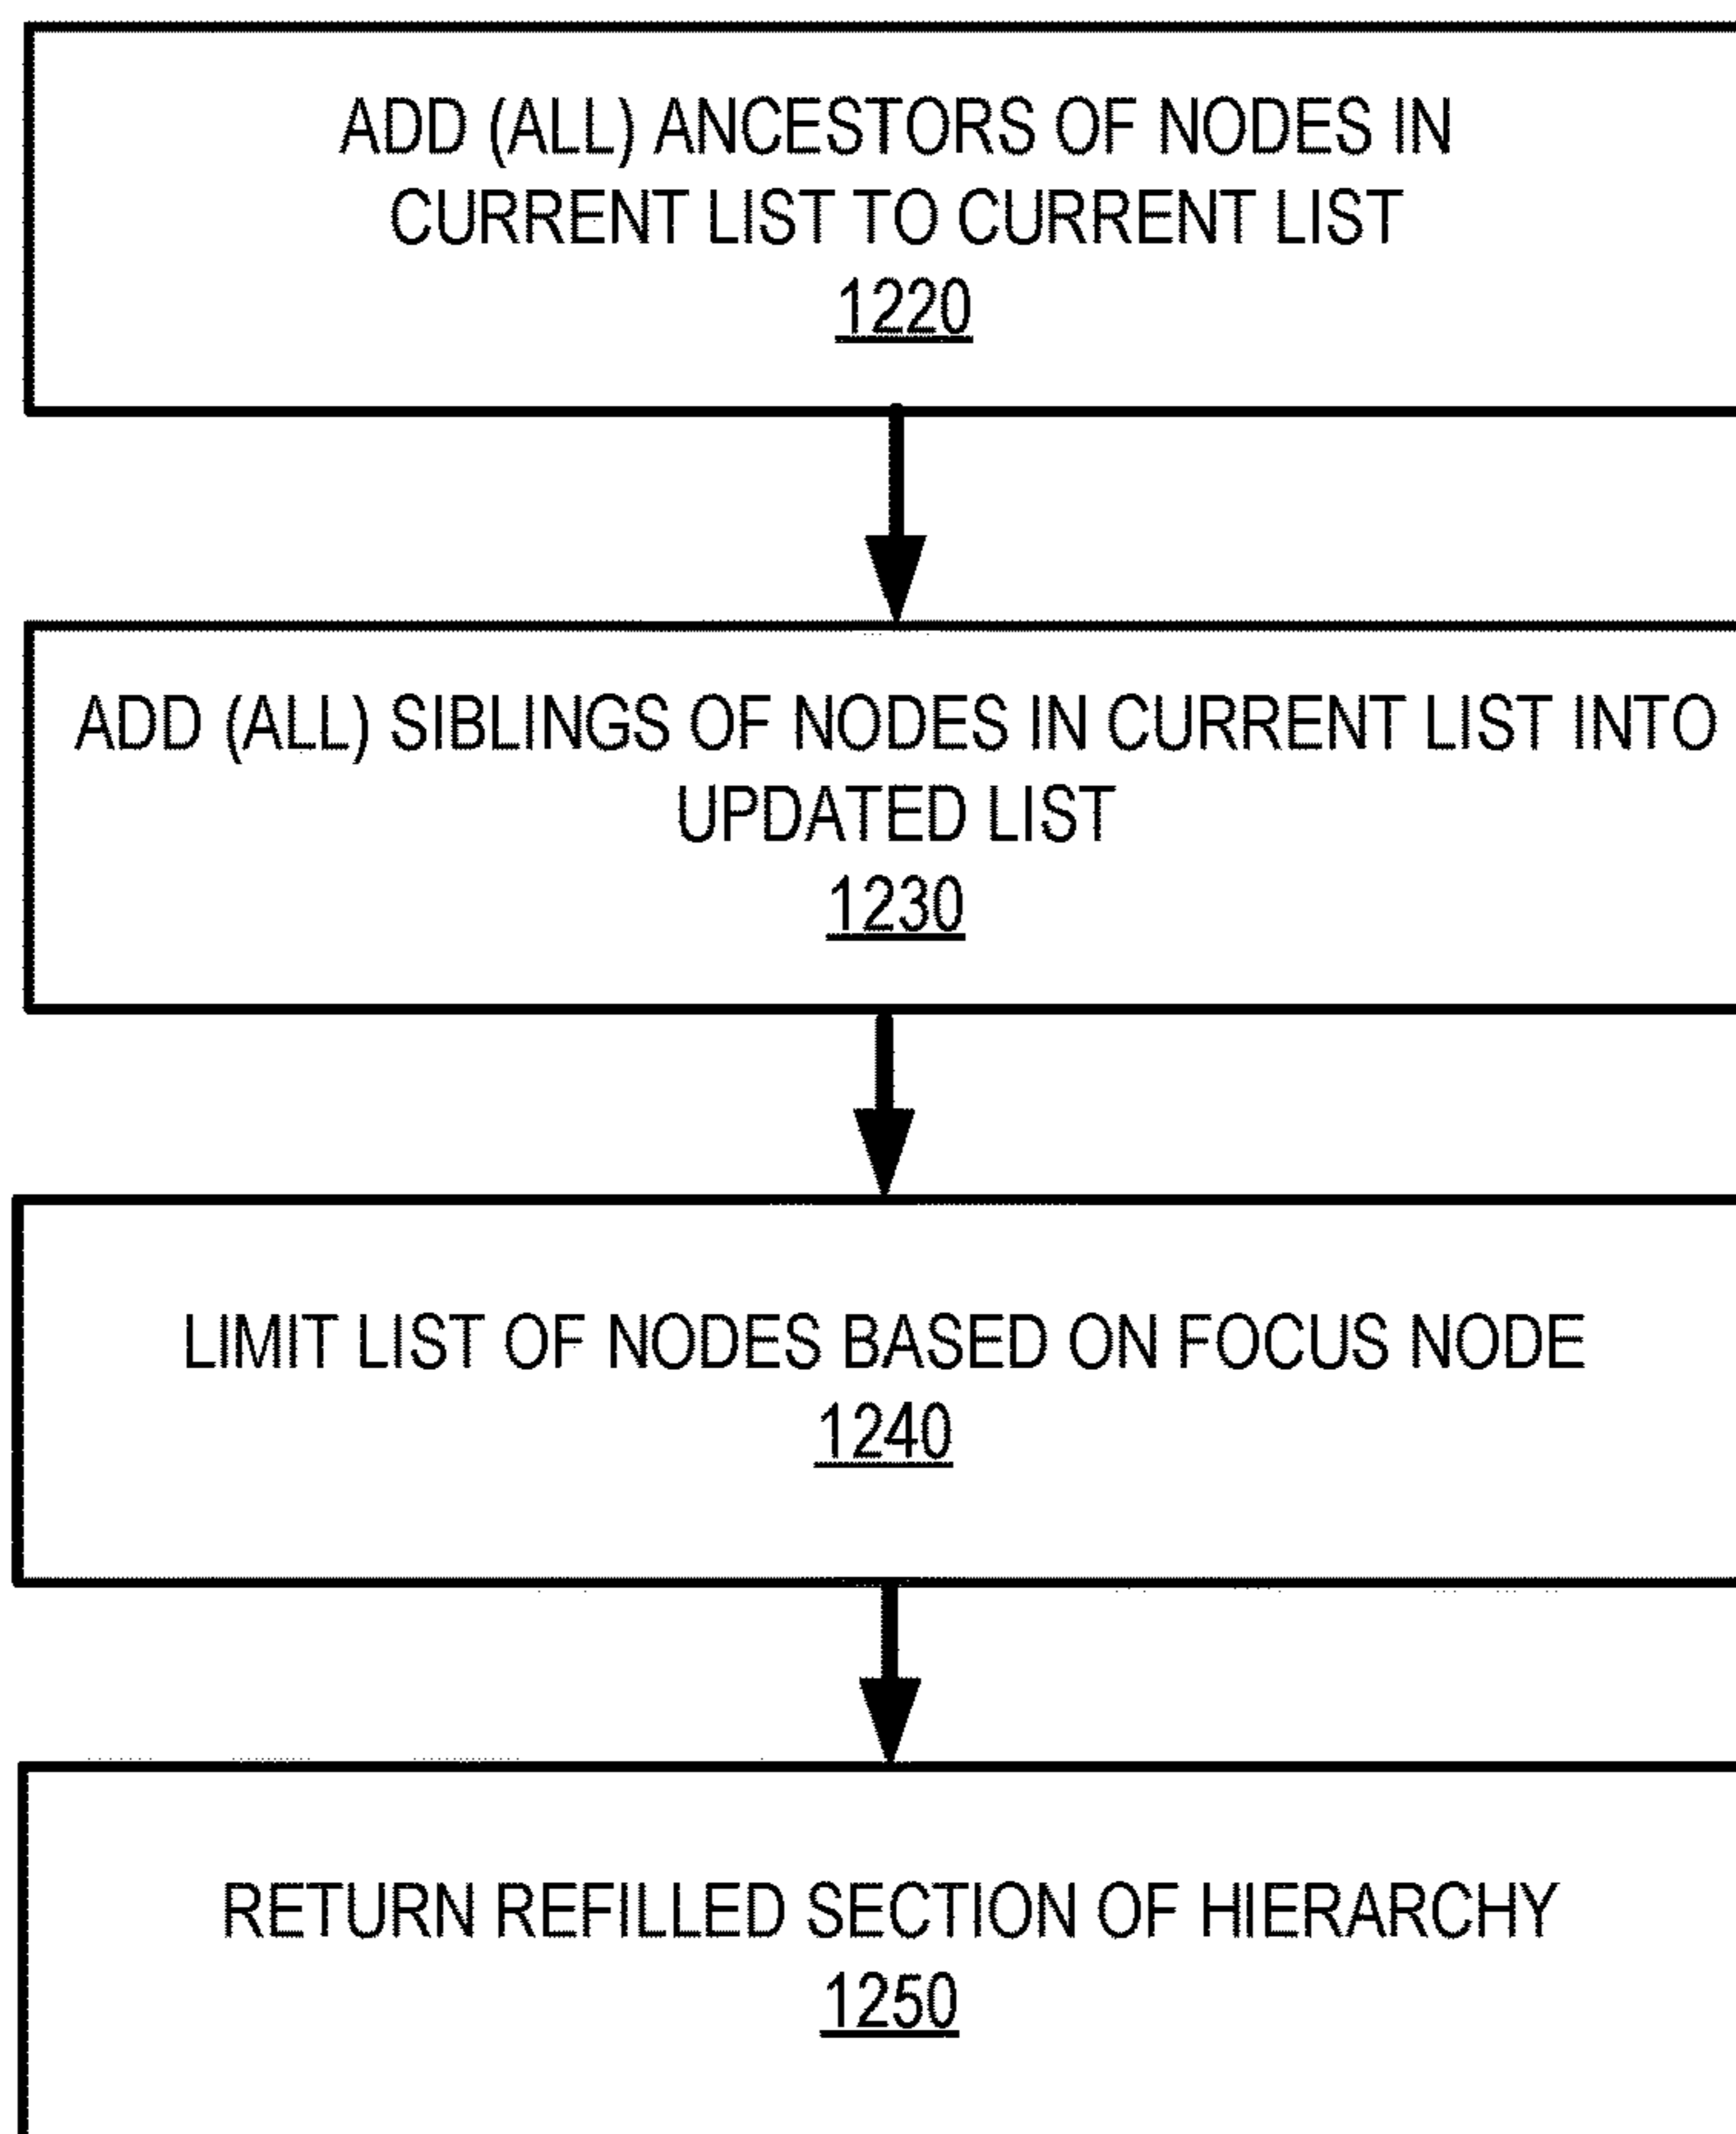 ADD (ALL) ANCESTORS OF NODES IN
CURRENT LIST TO CURRENT LIST
1220
ADD (ALL) SIBLINGS OF NODES IN CURRENT LIST INTO
UPDATED LIST
1230
LIMIT LIST OF NODES BASED ON FOCUS NODE
1240
RETURN REFILLED SECTION OF HIERARCHY
1250